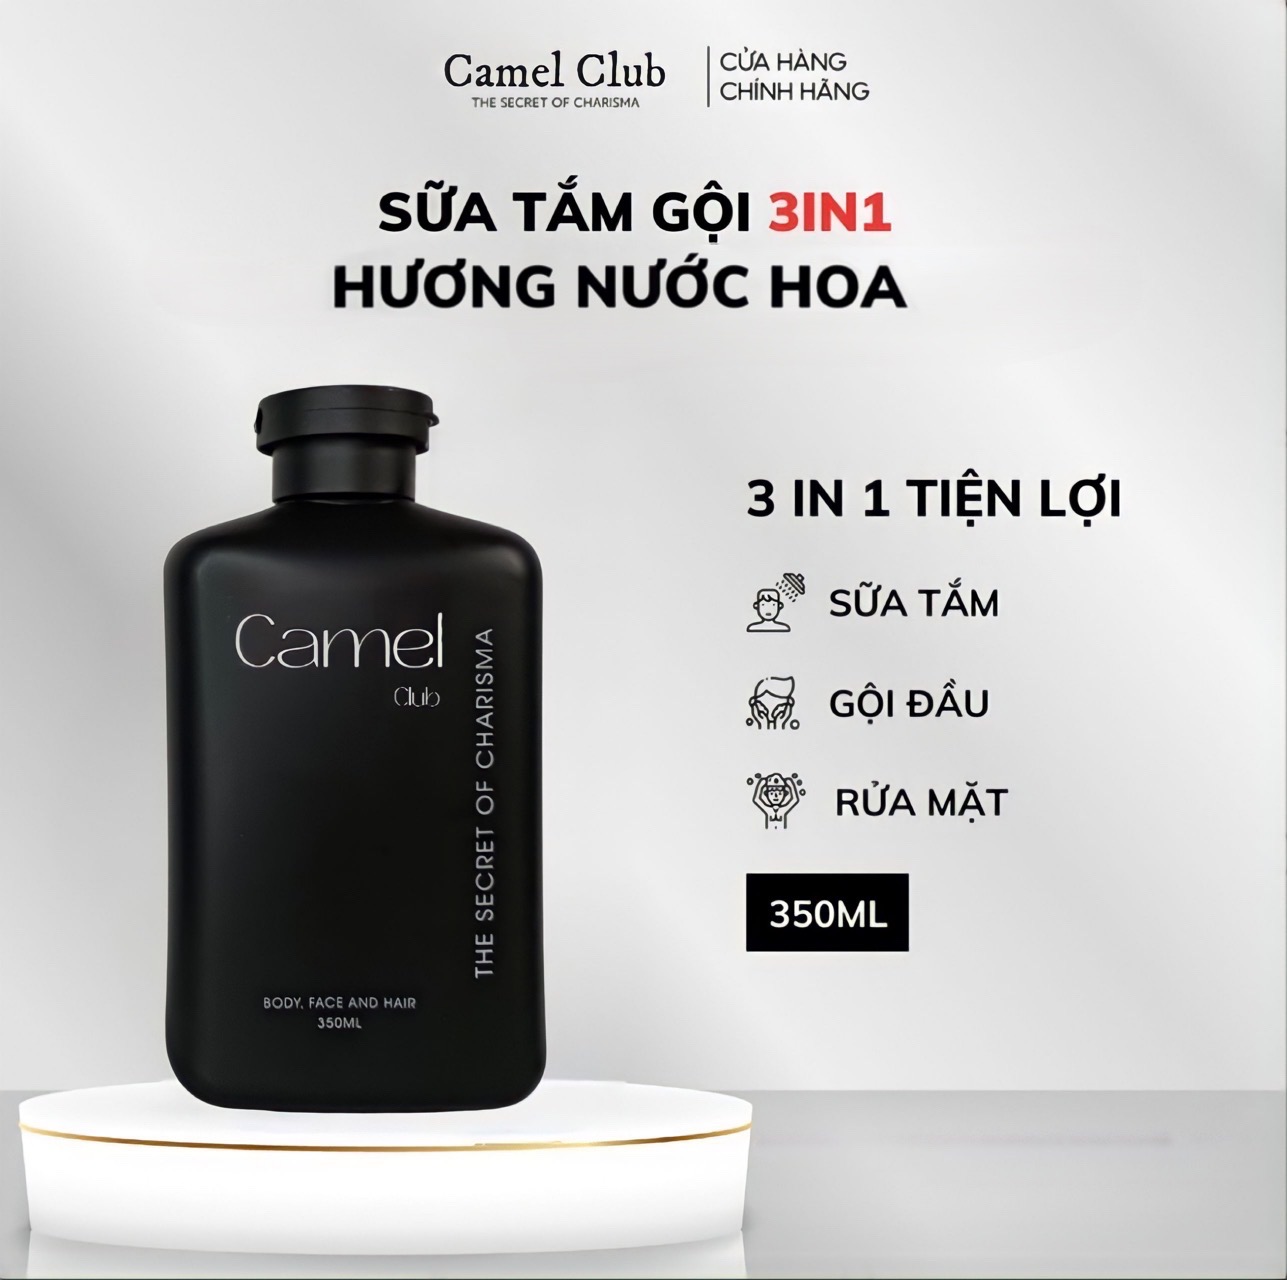 Camel Club
THE SECRET OF CHARISMA
CỬA HÀNG
CHÍNH HÃNG
SỮA TẮM GỘI 3IN1
HƯƠNG NƯỚC HOA
Camel
Club
THE SECRET OF CHARISMA
BODY, FACE AND HAIR
350ML
3 IN 1 TIỆN LỢI
SỮA TẮM
GỘI ĐẦU
RỬA MẶT
350ML